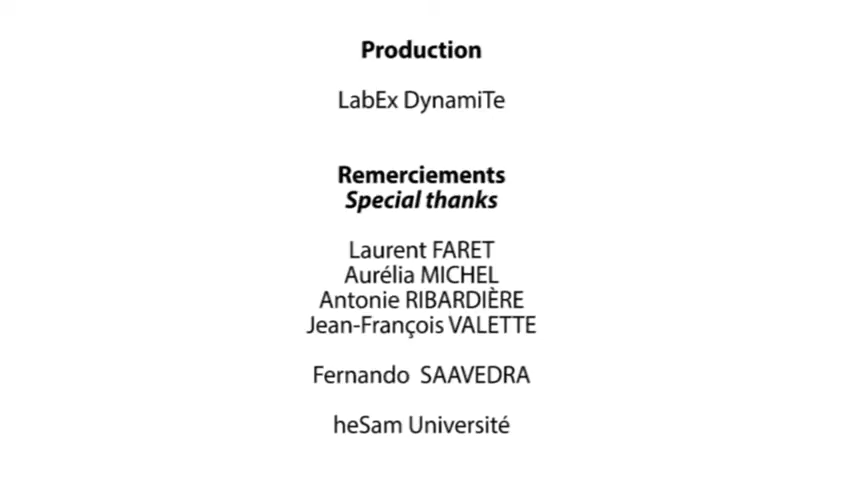 Production
LabEx DynamiTe
Remerciements
Special thanks
Laurent FARET
Aurélia MICHEL
Antonie RIBARDIÈRE
Jean-François VALETTE
Fernando SAAVEDRA
heSam Université